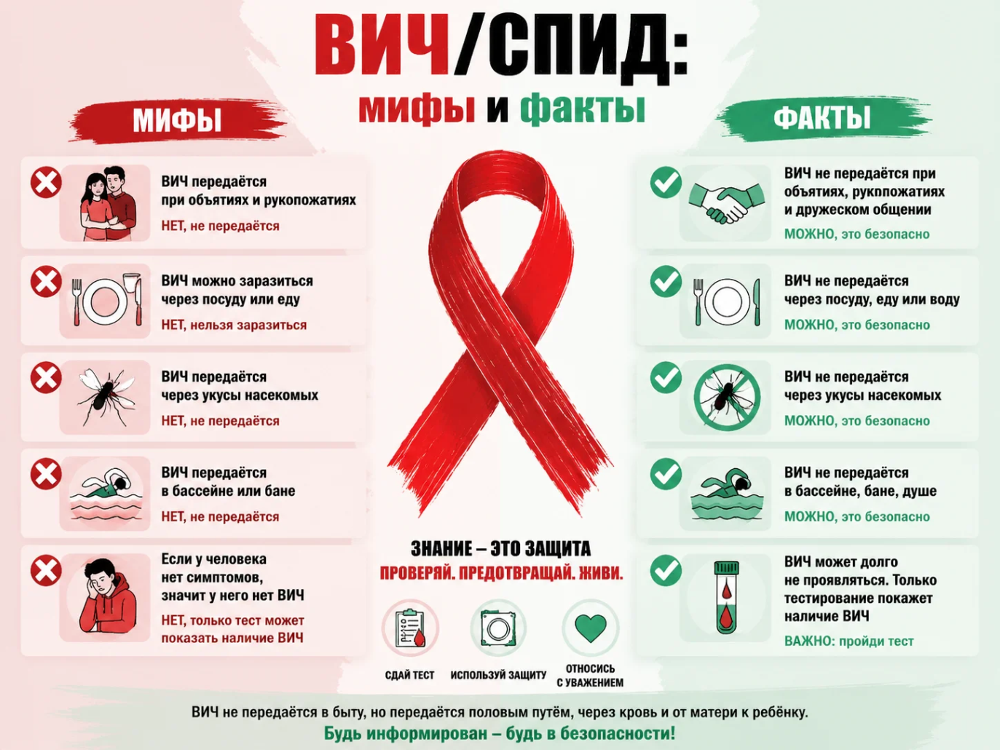 ВИЧ/СПИД:
мифы и факты
МИФЫ
ВИЧ передаётся
при объятиях и рукопожатиях
НЕТ, не передаётся
ВИЧ можно заразиться
через посуду или еду
НЕТ, нельзя заразиться
ВИЧ передаётся
через укусы насекомых
НЕТ, не передаётся
ВИЧ передаётся
в бассейне или бане
НЕТ, не передаётся
Если у человека
нет симптомов,
значит у него нет ВИЧ
НЕТ, только тест может
показать наличие ВИЧ
ФАКТЫ
ВИЧ не передаётся при
объятиях, рукппожатиях
и дружеском общении
МОЖНО, это безопасно
ВИЧ не передаётся
через посуду, еду или воду
МОЖНО, это безопасно
ВИЧ не передаётся
через укусы насекомых
МОЖНО, это безопасно
ВИЧ не передаётся
в бассейне, бане, душе
МОЖНО, это безопасно
ВИЧ может долго
не проявляться. Только
тестирование покажет
наличие ВИЧ
ВАЖНО: пройди тест
ЗНАНИЕ – ЭТО ЗАЩИТА
ПРОВЕРЯЙ. ПРЕДОТВРАЩАЙ. ЖИВИ.
СДАЙ ТЕСТ
ИСПОЛЬЗУЙ ЗАЩИТУ
ОТНОСИСЬ
С УВАЖЕНИЕМ
ВИЧ не передаётся в быту, но передаётся половым путём, через кровь и от матери к ребёнку.
Будь информирован – будь в безопасности!